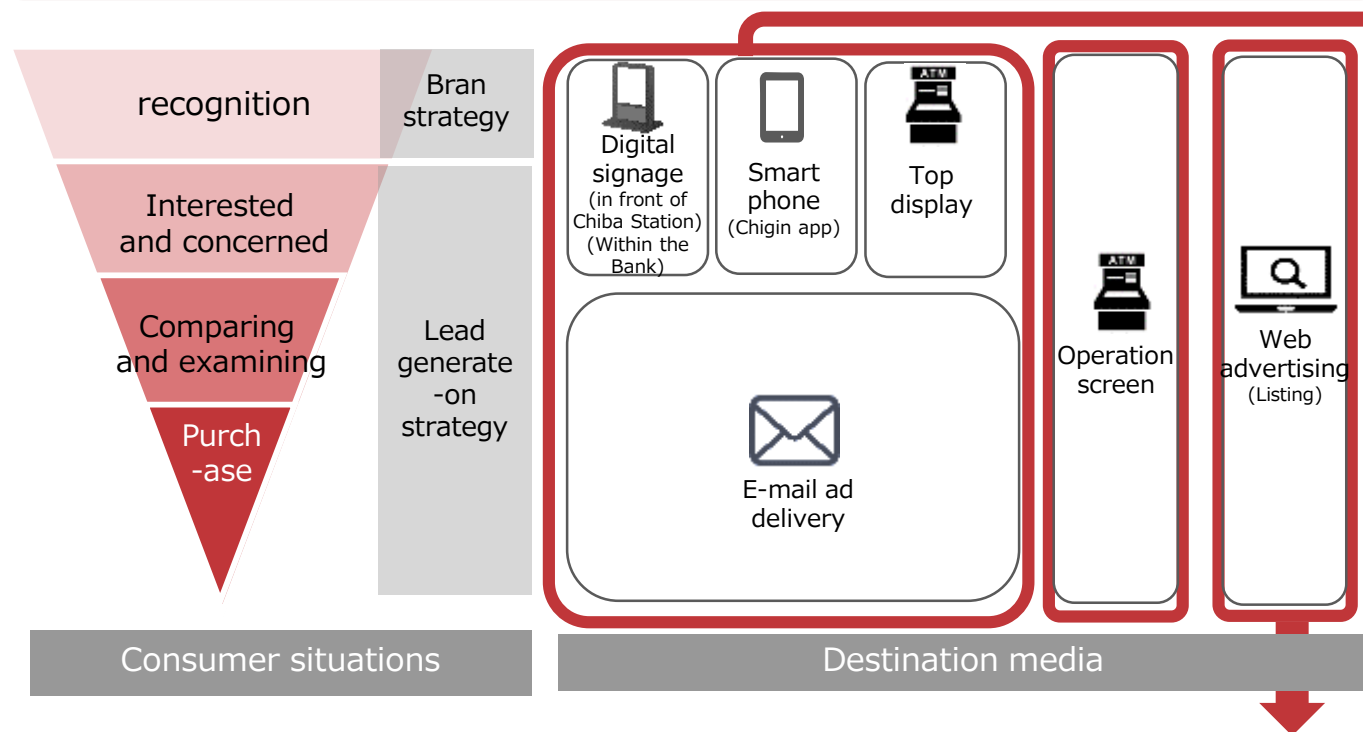 recognition
Bran
strategy
Interested
and concerned
Comparing
and examining
Purch
-ase
Lead
generate
-on
strategy
Digital
signage
(in front of
Chiba Station)
(Within the
Bank)
Smart
phone
(Chigin app)
ATM
Top
display
E-mail ad
delivery
ATM
Operation
screen
Web
advertising
(Listing)
Consumer situations
Destination media